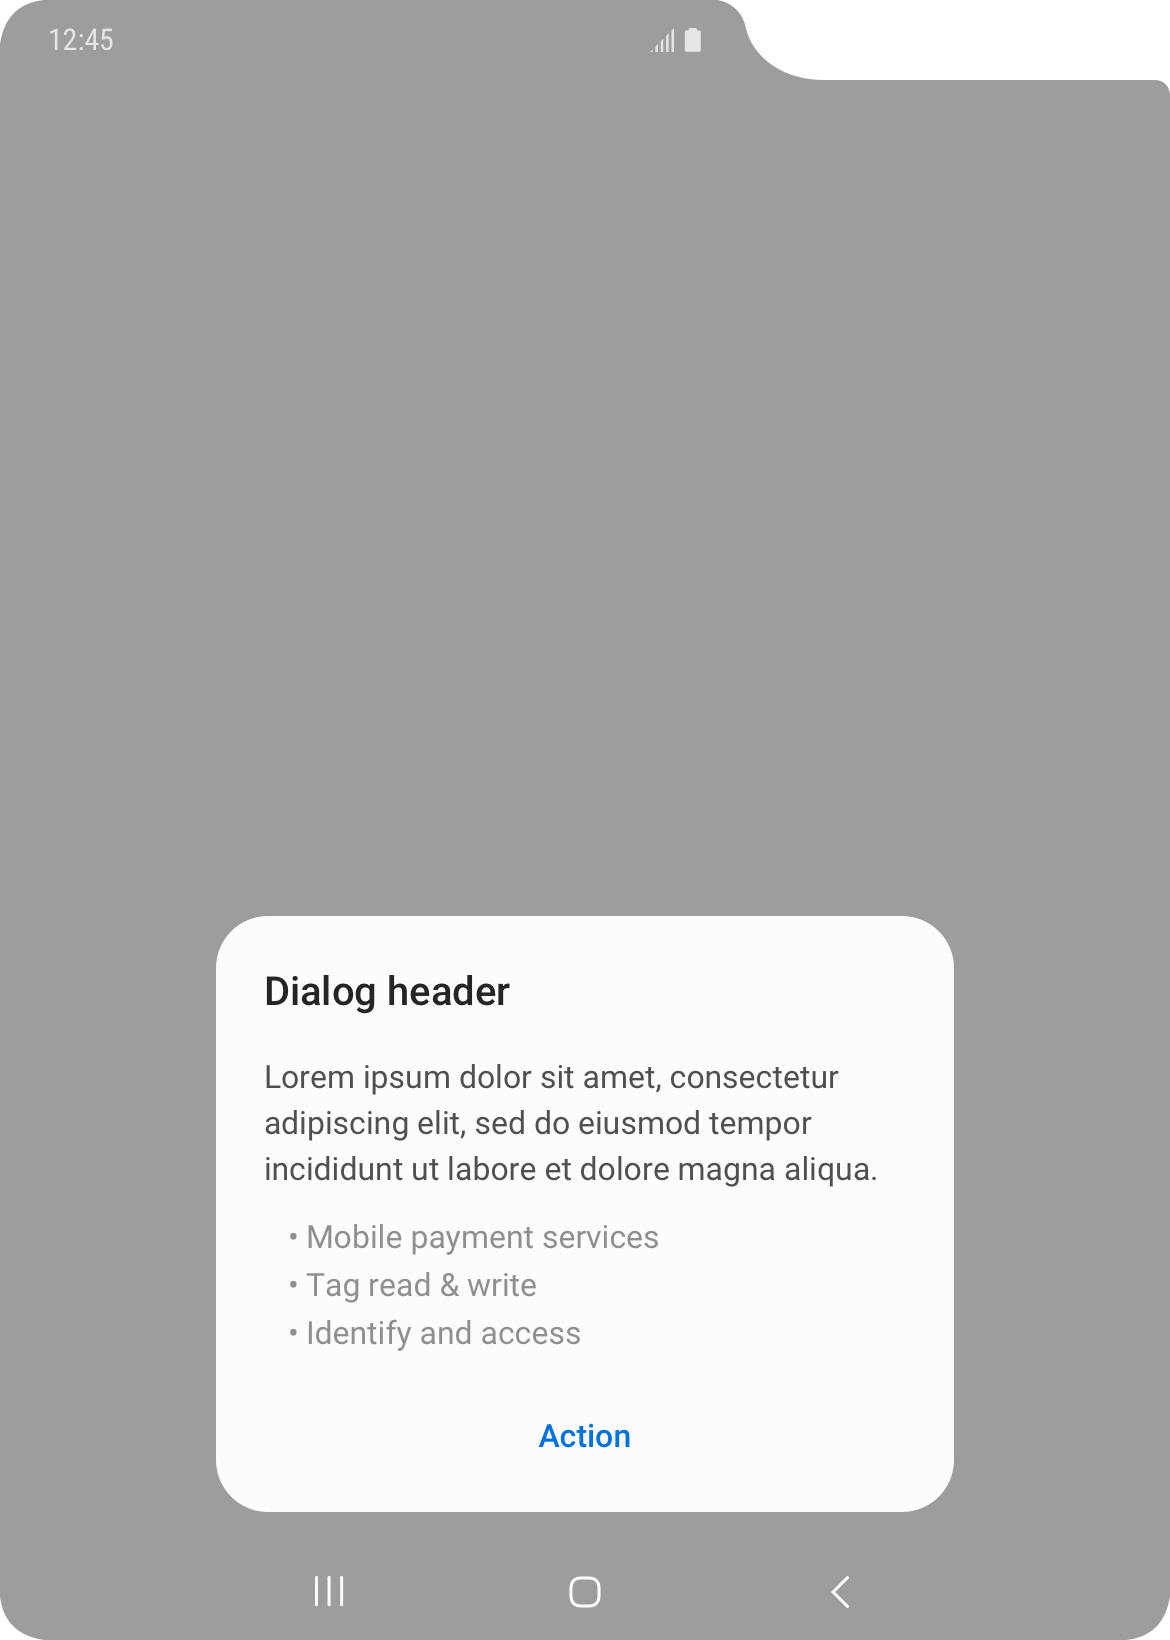 12:45
Dialog header
Lorem ipsum dolor sit amet, consectetur
adipiscing elit, sed do eiusmod tempor
incididunt ut labore et dolore magna aliqua.
• Mobile payment services
• Tag read & write
• Identify and access
Action